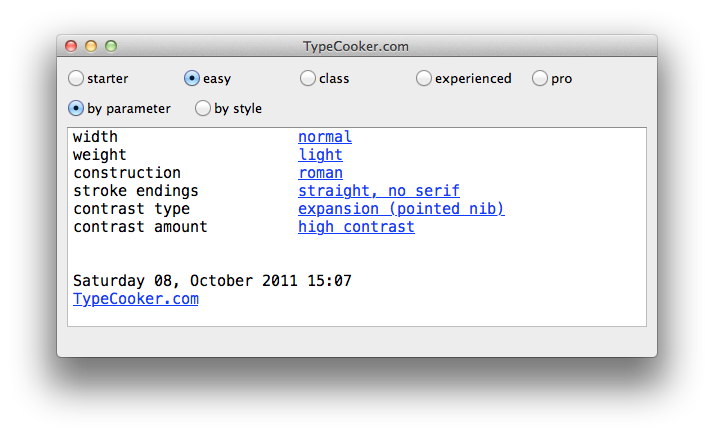 TypeCooker.com
starter easy class experienced pro
by parameter by style
width normal
weight light
construction roman
stroke endings straight, no serif
contrast type expansion (pointed nib)
contrast amount high contrast
Saturday 08, October 2011 15:07
TypeCooker.com